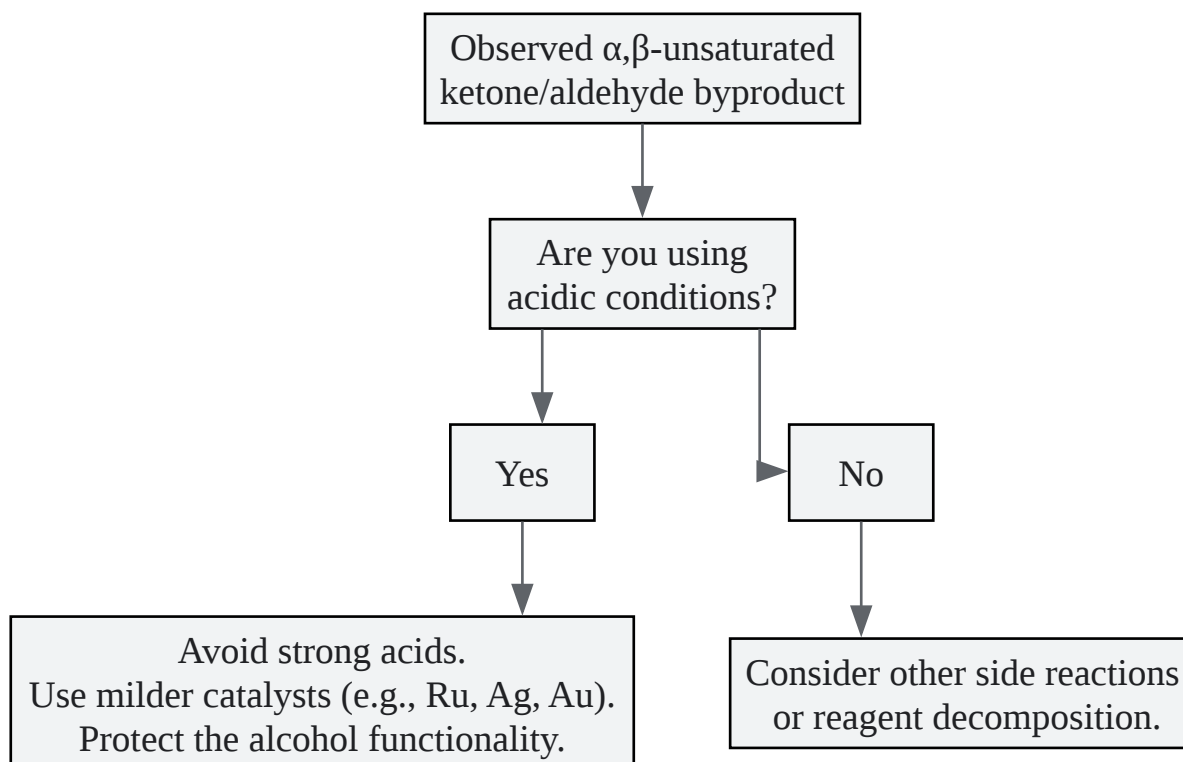 Observed α,β-unsaturated
ketone/aldehyde byproduct
Are you using
acidic conditions?
Yes
No
Avoid strong acids.
Use milder catalysts (e.g., Ru, Ag, Au).
Protect the alcohol functionality.
Consider other side reactions
or reagent decomposition.